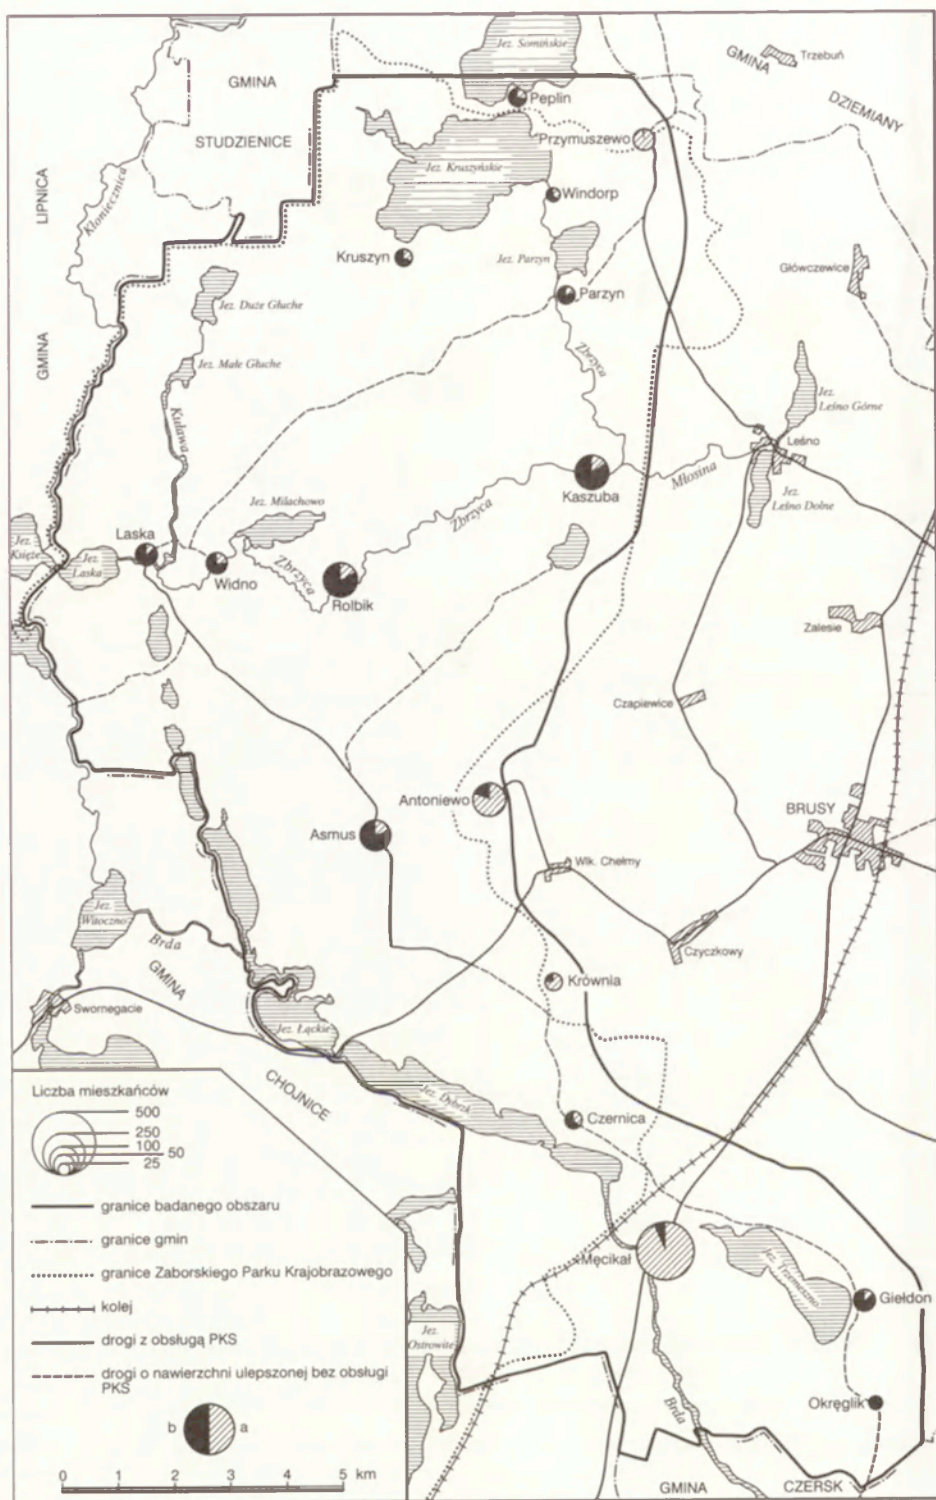 Jez. Somińskie
GMINA
Trzebuń
DZIEMIANY
GMINA
STUDZIENICE
Peplin
Przymuszewo
Jez. Kruszyńskie
LIPNICA
Kłoniecznica
Windorp
Kruszyn
Jez. Parzyn
Główczewice
Parzyn
Jez. Duże Głuche
GMINA
Jez. Małe Głuche
Zbrzyca
Jez.
Leśno Górne
Kulawa
Leśno
Młosina
Kaszuba
Jez.
Leśno Dolne
Jez. Milachowo
Zbrzyca
Jez.
Księże
Laska
Jez.
Laska
Widno
Zbrzyca
Rolbik
Zalesie
Czapiewice
Antoniewo
BRUSY
Asmus
Wlk. Chełmy
Jez.
Witoczno
Brda
Czyczkowy
GMINA
Krównia
Swornegacie
Jez. Łąckie
CHOJNICE
Jez. Dybrzk
Czernica
Męcikał
Jez. Trzemeszno
Giełdon
Jez.
Ostrowite
Okręglik
Brda
GMINA
CZERSK
Liczba mieszkańców
500
250
100
50
25
granice badanego obszaru
granice gmin
granice Zaborskiego Parku Krajobrazowego
kolej
drogi z obsługą PKS
drogi o nawierzchni ulepszonej bez obsługi
PKS
b a
0 1 2 3 4 5 km